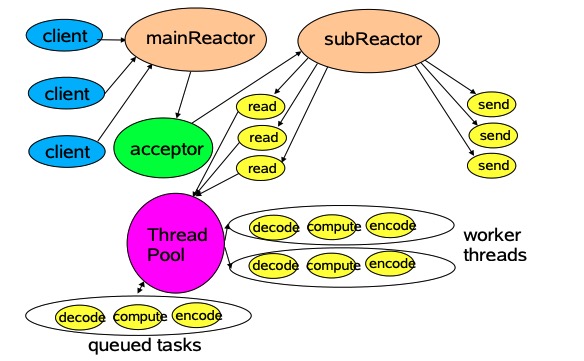 client
mainReactor
subReactor
client
client
acceptor
read
read
read
send
send
send
Thread
Pool
decode compute encode
decode compute encode
worker
threads
decode compute encode
queued tasks